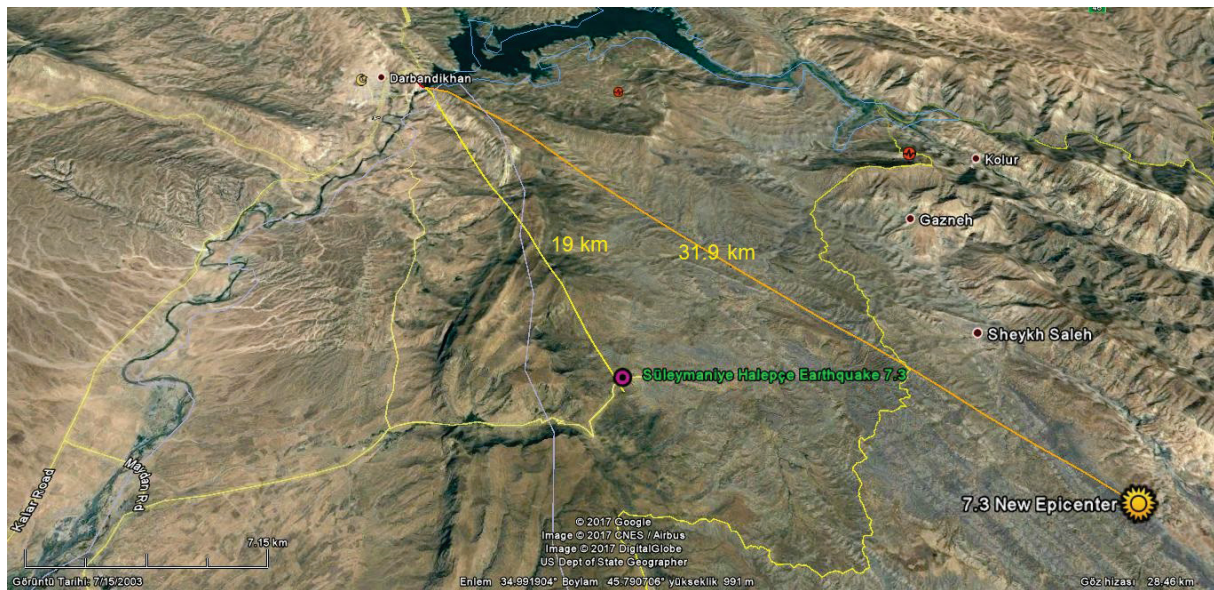 Darbandikhan
Kolur
Gazneh
19 km
31.9 km
Sheykh Saleh
Süleymaniye Halepçe Earthquake 7.3
Maydan Rd
Kalar Road
7.3 New Epicenter
© 2017 Google
Image © 2017 CNES / Airbus
Image © 2017 DigitalGlobe
US Dept of State Geographer
7.15 km
Görüntü Tarihi: 7/15/2003
Enlem 34.991904° Boylam 45.790706° yükseklik 991 m
Göz hizası 28.46 km